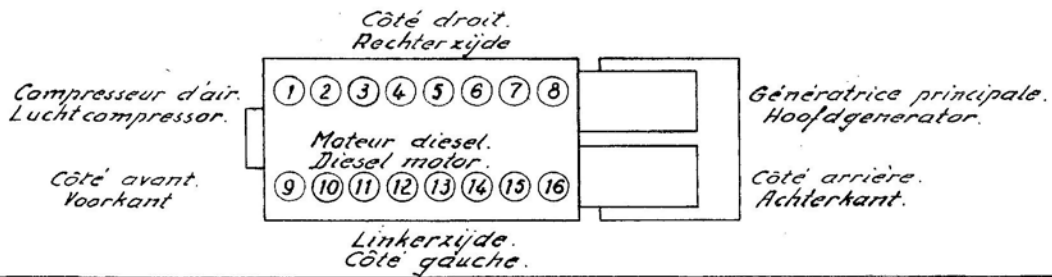 Côté droit.
Rechterzijde
Compresseur d'air.
Luchtcompressor.
1 2 3 4 5 6 7 8
Génératrice principale.
Hoofdgenerator.
Moteur diesel.
Diesel motor.
Côté avant.
Voorkant
9 10 11 12 13 14 15 16
Côté arrière.
Achterkant.
Linkerzijde.
Côté gauche.